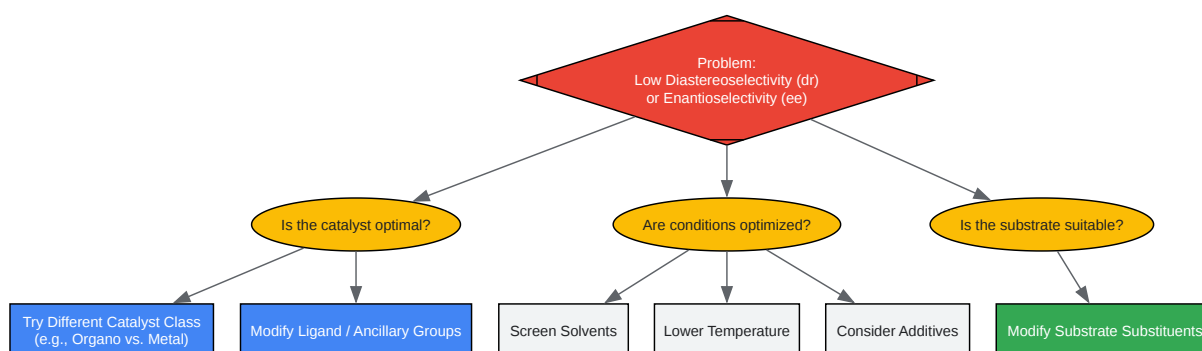 Problem:
Low Diastereoselectivity (dr)
or Enantioselectivity (ee)
Is the catalyst optimal?
Are conditions optimized?
Is the substrate suitable?
Try Different Catalyst Class
(e.g., Organo vs. Metal)
Modify Ligand / Ancillary Groups
Screen Solvents
Lower Temperature
Consider Additives
Modify Substrate Substituents